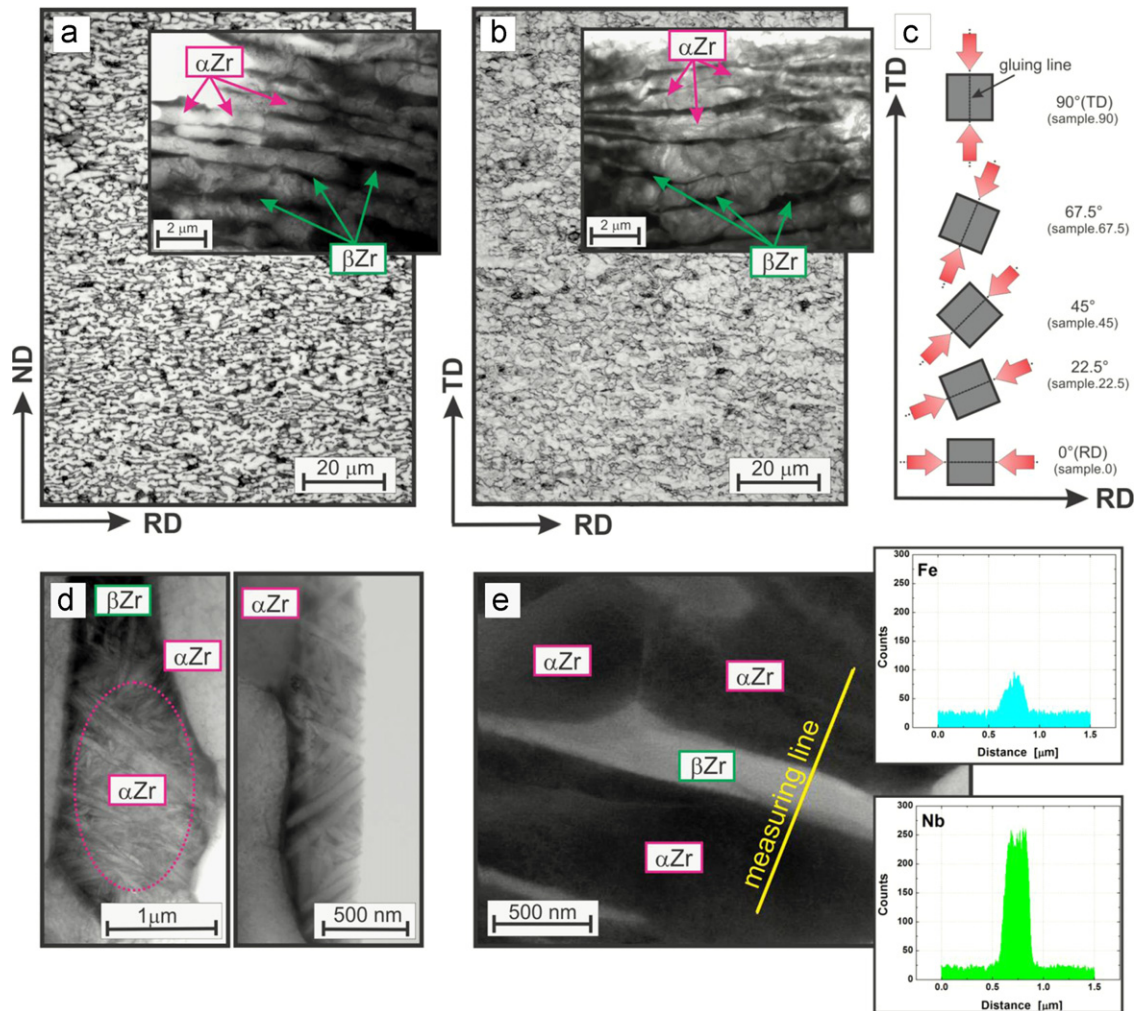 a
αZr
2 μm
βZr
20 μm
ND
RD
b
αZr
2 μm
βZr
20 μm
TD
RD
c
gluing line
90°(TD)
(sample.90)
67.5°
(sample.67.5)
45°
(sample.45)
22.5°
(sample.22.5)
0°(RD)
(sample.0)
TD
RD
d
βZr
αZr
αZr
1μm
αZr
500 nm
e
αZr
αZr
βZr
αZr
measuring line
500 nm
Fe
Counts
300
250
200
150
100
50
0
0.0 0.5 1.0 1.5
Distance [μm]
Nb
Counts
300
250
200
150
100
50
0
0.0 0.5 1.0 1.5
Distance [μm]